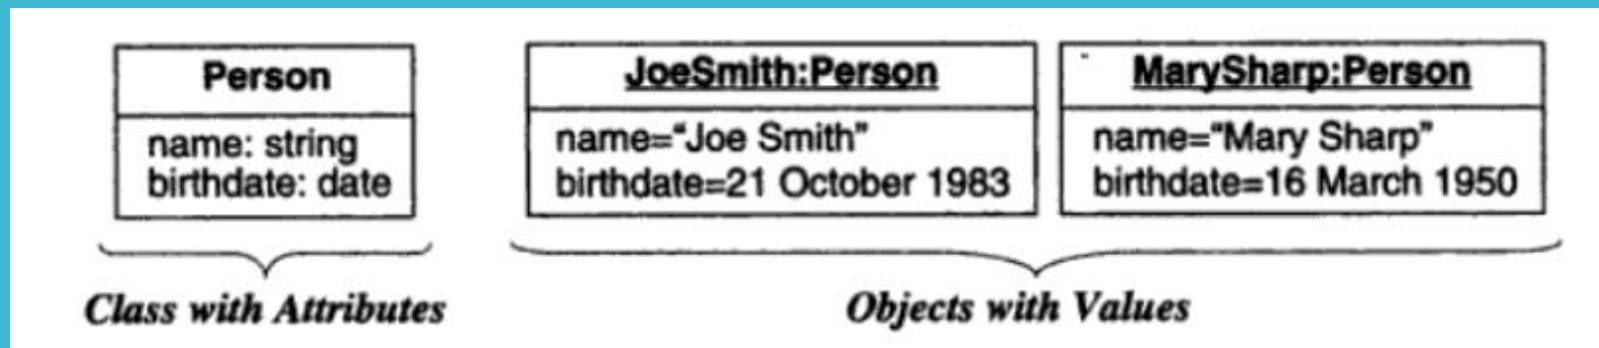 Person
name: string
birthdate: date
JoeSmith:Person
name="Joe Smith"
birthdate=21 October 1983
MarySharp:Person
name="Mary Sharp"
birthdate=16 March 1950
Class with Attributes
Objects with Values